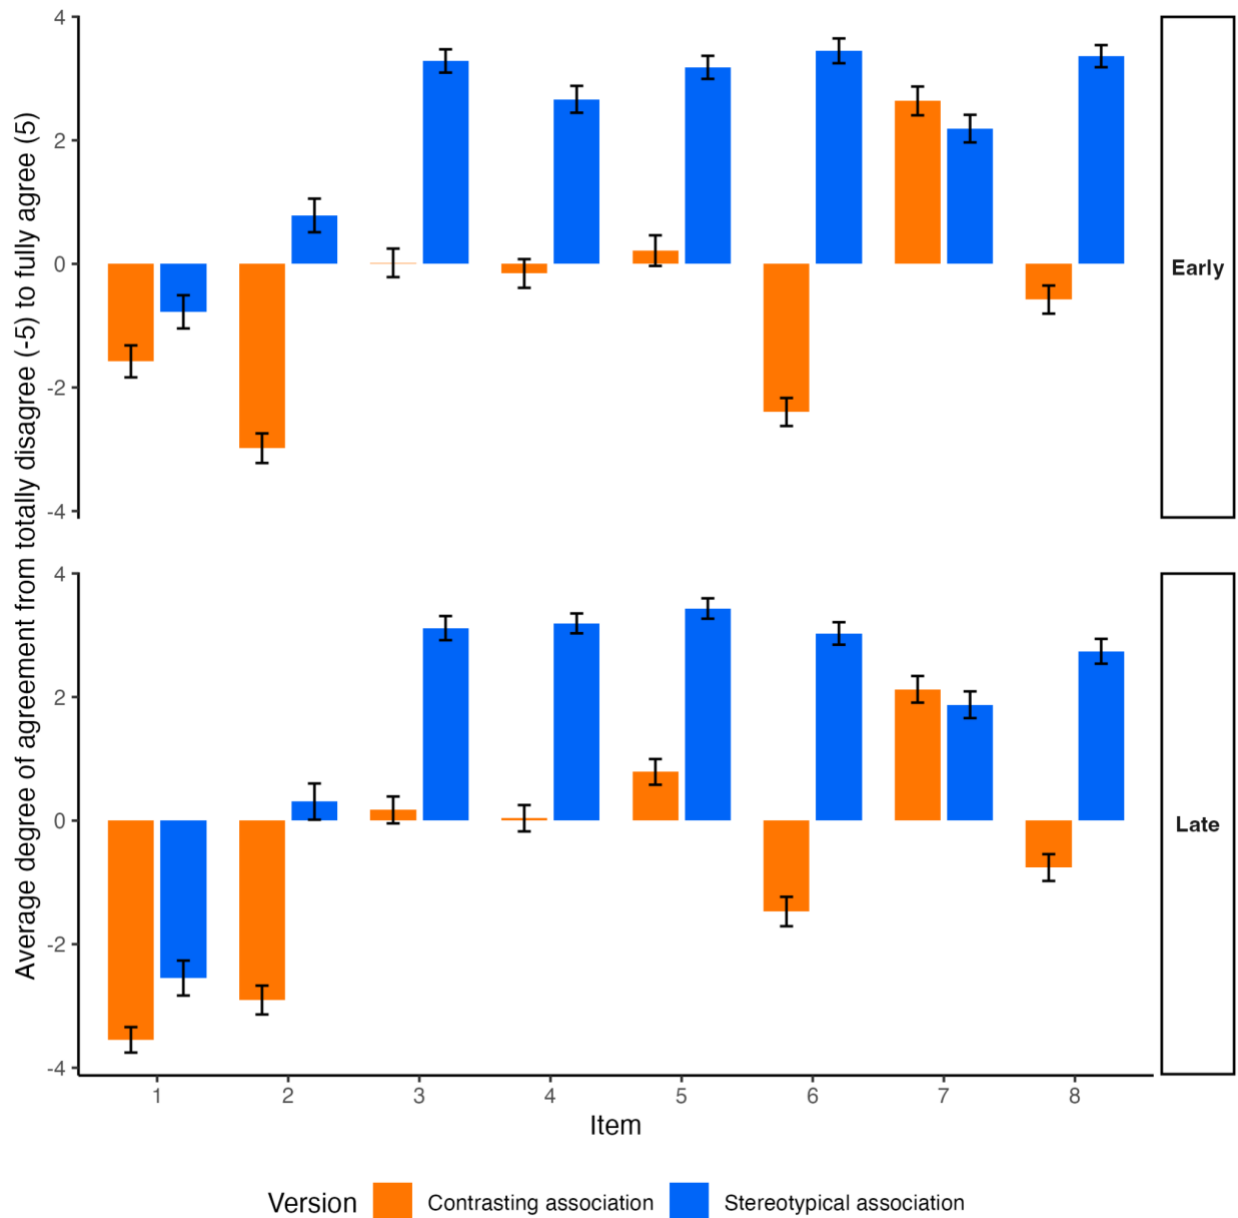 Average degree of agreement from totally disagree (-5) to fully agree (5)
4
2
0
-2
-4
Early
4
2
0
-2
-4
Late
1 2 3 4 5 6 7 8
Item
Version Contrasting association Stereotypical association